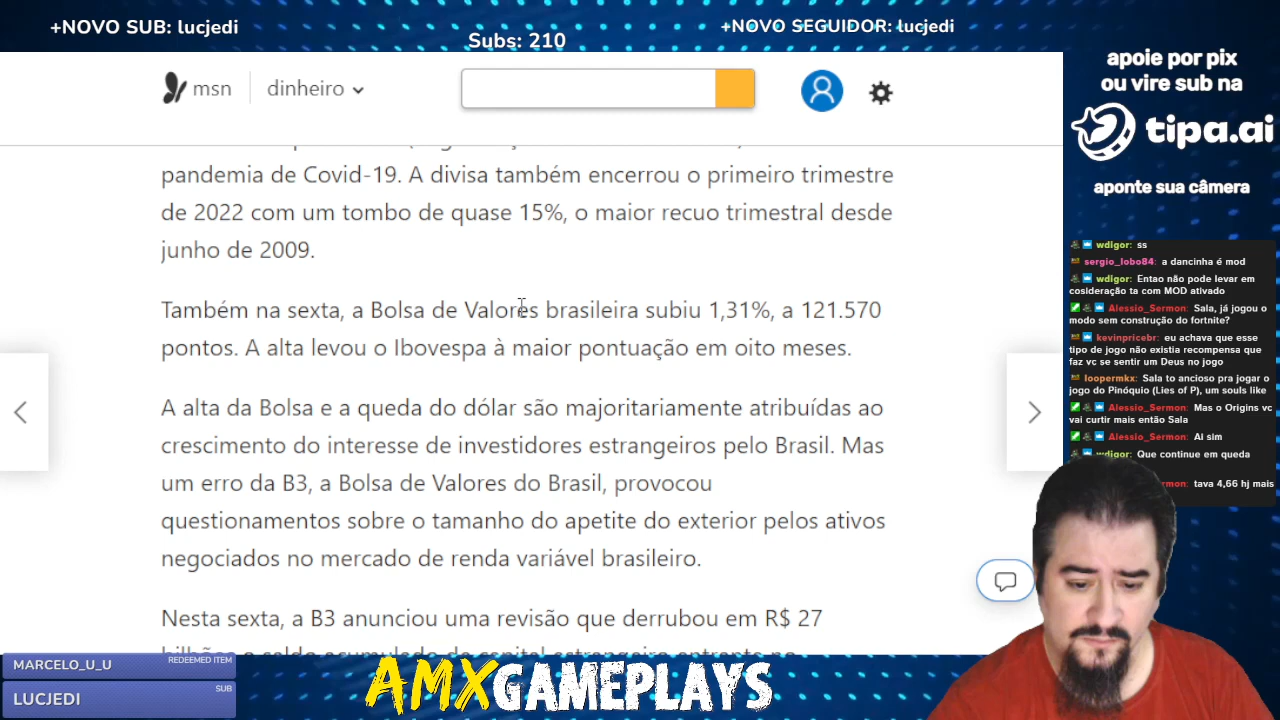 +NOVO SUB: lucjedi
Subs: 210
+NOVO SEGUIDOR: lucjedi
msn
dinheiro
pandemia de Covid-19. A divisa também encerrou o primeiro trimestre
de 2022 com um tombo de quase 15%, o maior recuo trimestral desde
junho de 2009.
Também na sexta, a Bolsa de Valores brasileira subiu 1,31%, a 121.570
pontos. A alta levou o Ibovespa à maior pontuação em oito meses.
A alta da Bolsa e a queda do dólar são majoritariamente atribuídas ao
crescimento do interesse de investidores estrangeiros pelo Brasil. Mas
um erro da B3, a Bolsa de Valores do Brasil, provocou
questionamentos sobre o tamanho do apetite do exterior pelos ativos
negociados no mercado de renda variável brasileiro.
Nesta sexta, a B3 anunciou uma revisão que derrubou em R$ 27
apoie por pix
ou vire sub na
tipa.ai
aponte sua câmera
wdigor: ss
sergio_lobo84: a dancinha é mod
wdigor: Entao não pode levar em
cosideração ta com MOD ativado
Alessio_Sermon: Sala, já jogou o
modo sem construção do fortnite?
kevinpricebr: eu achava que esse
tipo de jogo não existia recompensa que
faz vc se sentir um Deus no jogo
loopermkx: Sala to ancioso pra jogar o
jogo do Pinóquio (Lies of P), um souls like
Alessio_Sermon: Mas o Origins vc
vai curtir mais então Sala
Alessio_Sermon: Ai sim
wdigor: Que continue em queda
rmon: tava 4,66 hj mais
MARCELO_U_U
REDEEMED ITEM
LUCJEDI
SUB
AMXGAMEPLAYS